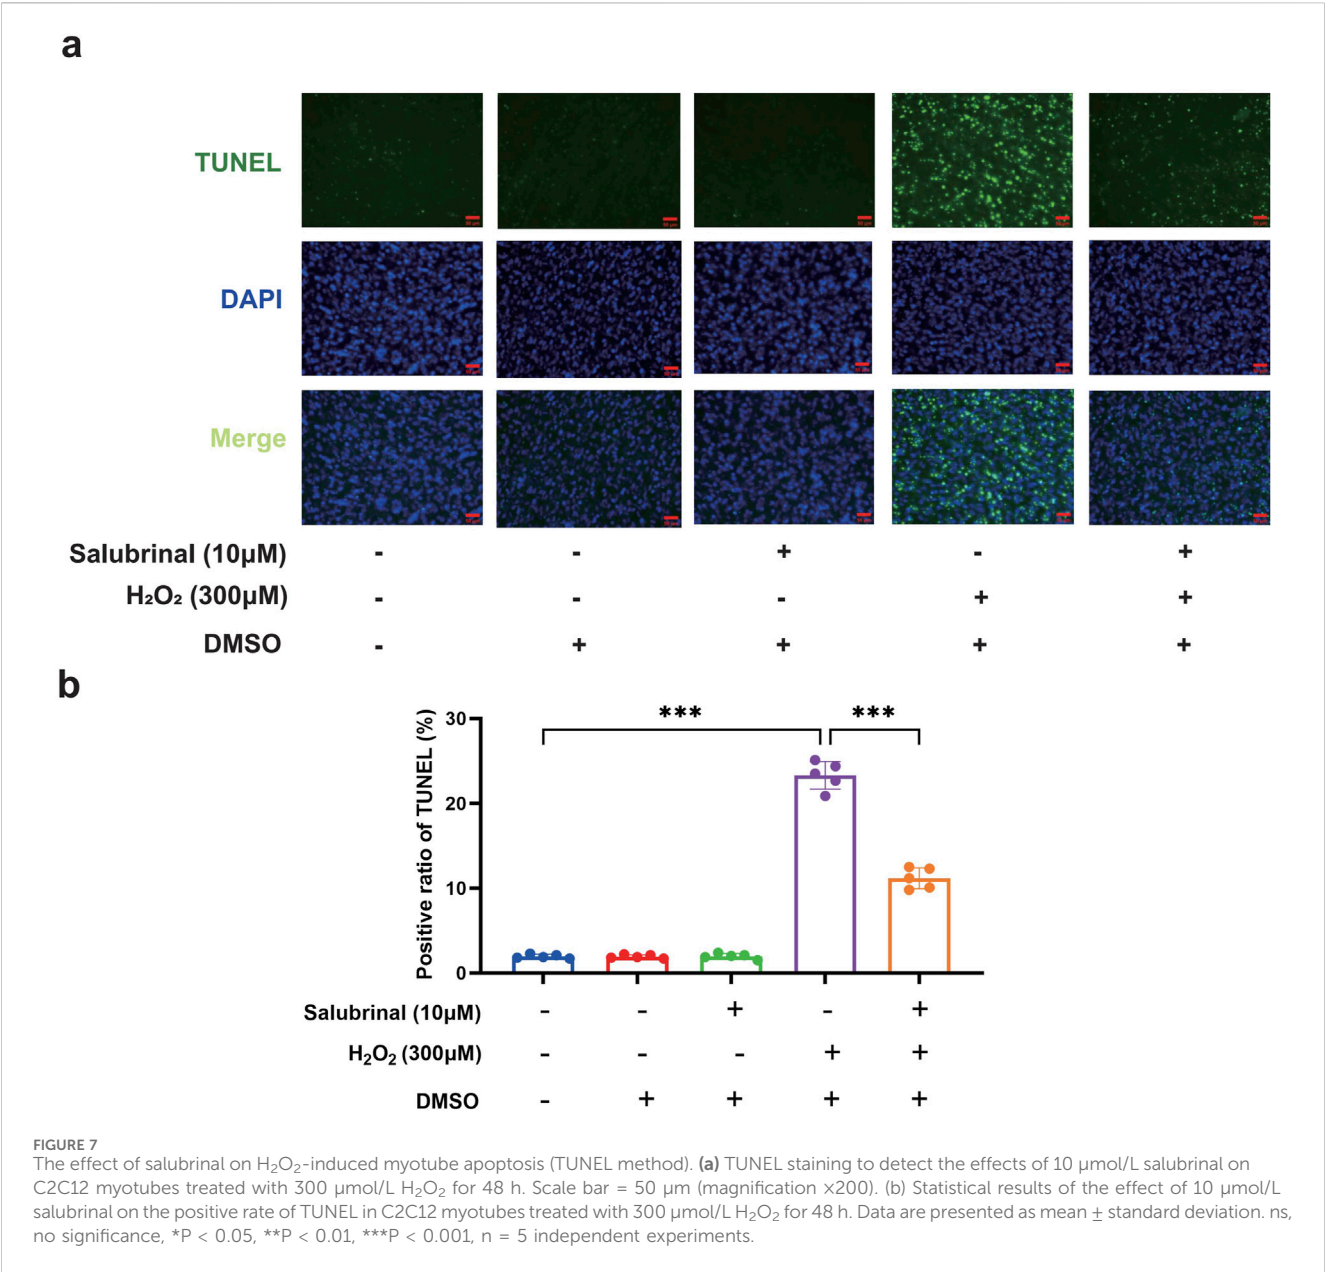 a
TUNEL
DAPI
Merge
Salubrinal (10μM) - - + - +
H₂O₂ (300μM) - - - + +
DMSO - + + + +
b
*** ***
Positive ratio of TUNEL (%)
30
20
10
0
Salubrinal (10μM) - - + - +
H₂O₂ (300μM) - - - + +
DMSO - + + + +
FIGURE 7
The effect of salubrinal on H₂O₂-induced myotube apoptosis (TUNEL method). (a) TUNEL staining to detect the effects of 10 μmol/L salubrinal on
C2C12 myotubes treated with 300 μmol/L H₂O₂ for 48 h. Scale bar = 50 μm (magnification ×200). (b) Statistical results of the effect of 10 μmol/L
salubrinal on the positive rate of TUNEL in C2C12 myotubes treated with 300 μmol/L H₂O₂ for 48 h. Data are presented as mean ± standard deviation. ns,
no significance, *P < 0.05, **P < 0.01, ***P < 0.001, n = 5 independent experiments.